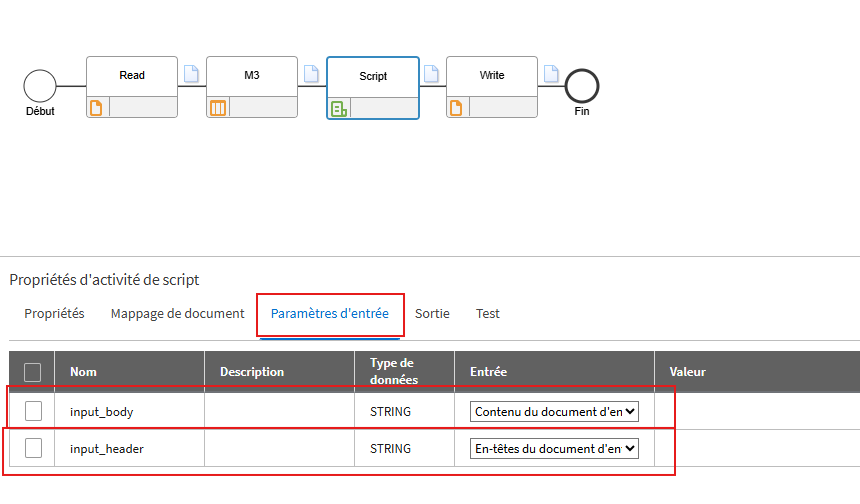 Read
M3
Script
Write
Début
Fin
Propriétés d'activité de script
Propriétés Mappage de document Paramètres d'entrée Sortie Test
Nom Description Type de données Entrée Valeur
input_body STRING Contenu du document d'en
input_header STRING En-têtes du document d'en